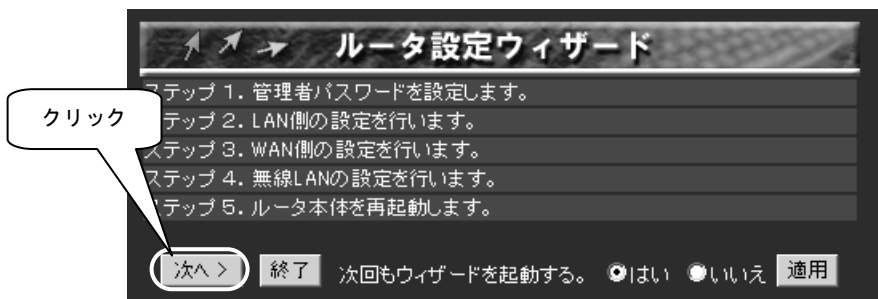 ルータ設定ウィザード
ステップ 1. 管理者パスワードを設定します。
クリック
ステップ 2. LAN側の設定を行います。
ステップ 3. WAN側の設定を行います。
ステップ 4. 無線LANの設定を行います。
ステップ 5. ルータ本体を再起動します。
次へ > 終了 次回もウィザードを起動する。 はい いいえ 適用